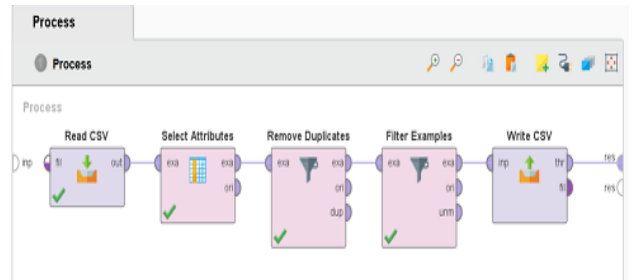 Process
Process
Process
Read CSV
Select Attributes
Remove Duplicates
Filter Examples
Write CSV
inp fil out exa exa exa exa exa exa inp thr res
ori ori ori fil res
dup unm